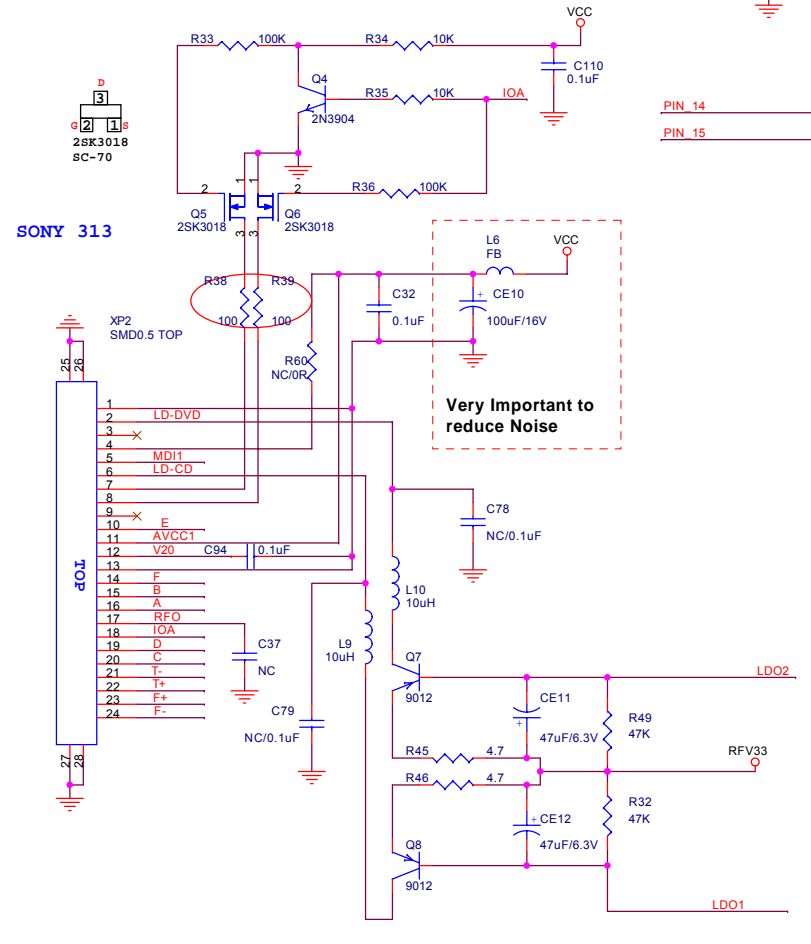 VCC
R33 100K R34 10K
C110
0.1uF
Q4
2N3904
R35 10K IOA
PIN_14
PIN_15
D
3
G 2 1 S
2SK3018
SC-70
R36 100K
1 1
2 2
Q5
2SK3018
Q6
2SK3018
3 3
SONY 313
L6
FB
VCC
R38 R39
100 100
C32
0.1uF
+ CE10
100uF/16V
XP2
SMD0.5 TOP
R60
NC/0R
Very Important to
reduce Noise
25 26
1
2 LD-DVD
3
4
5 MDI1
6 LD-CD
7
8
9
10 E
11 AVCC1
12 V20 C94 0.1uF
13
14 F
15 B
16 A
17 RFO
18 IOA
19 D
20 C
21 T-
22 T+
23 F+
24 F-
TOP
27 28
C78
NC/0.1uF
L10
10uH
L9
10uH
C37
NC
C79
NC/0.1uF
Q7
9012
LDO2
CE11
+
47uF/6.3V
R49
47K
R45 4.7
RFV33
R46 4.7
R32
47K
+ CE12
47uF/6.3V
Q8
9012
LDO1